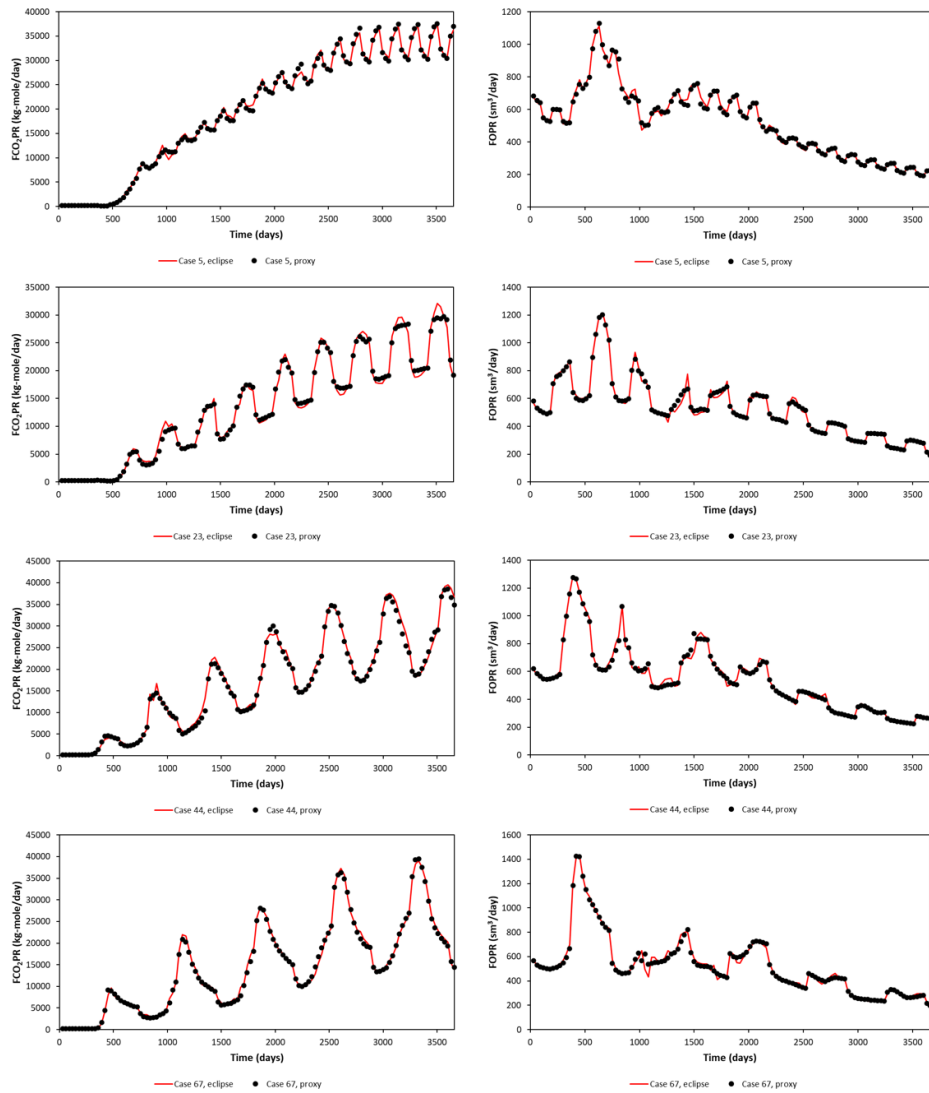 40000
35000
30000
25000
20000
15000
10000
5000
0
FCO₂PR (kg-mole/day)
0 500 1000 1500 2000 2500 3000 3500
Time (days)
Case 5, eclipse Case 5, proxy
1200
1000
800
600
400
200
0
FOPR (sm³/day)
0 500 1000 1500 2000 2500 3000 3500
Time (days)
Case 5, eclipse Case 5, proxy
35000
30000
25000
20000
15000
10000
5000
0
FCO₂PR (kg-mole/day)
0 500 1000 1500 2000 2500 3000 3500
Time (days)
Case 23, eclipse Case 23, proxy
1400
1200
1000
800
600
400
200
0
FOPR (sm³/day)
0 500 1000 1500 2000 2500 3000 3500
Time (days)
Case 23, eclipse Case 23, proxy
45000
40000
35000
30000
25000
20000
15000
10000
5000
0
FCO₂PR (kg-mole/day)
0 500 1000 1500 2000 2500 3000 3500
Time (days)
Case 44, eclipse Case 44, proxy
1400
1200
1000
800
600
400
200
0
FOPR (sm³/day)
0 500 1000 1500 2000 2500 3000 3500
Time (days)
Case 44, eclipse Case 44, proxy
45000
40000
35000
30000
25000
20000
15000
10000
5000
0
FCO₂PR (kg-mole/day)
0 500 1000 1500 2000 2500 3000 3500
Time (days)
Case 67, eclipse Case 67, proxy
1600
1400
1200
1000
800
600
400
200
0
FOPR (sm³/day)
0 500 1000 1500 2000 2500 3000 3500
Time (days)
Case 67, eclipse Case 67, proxy